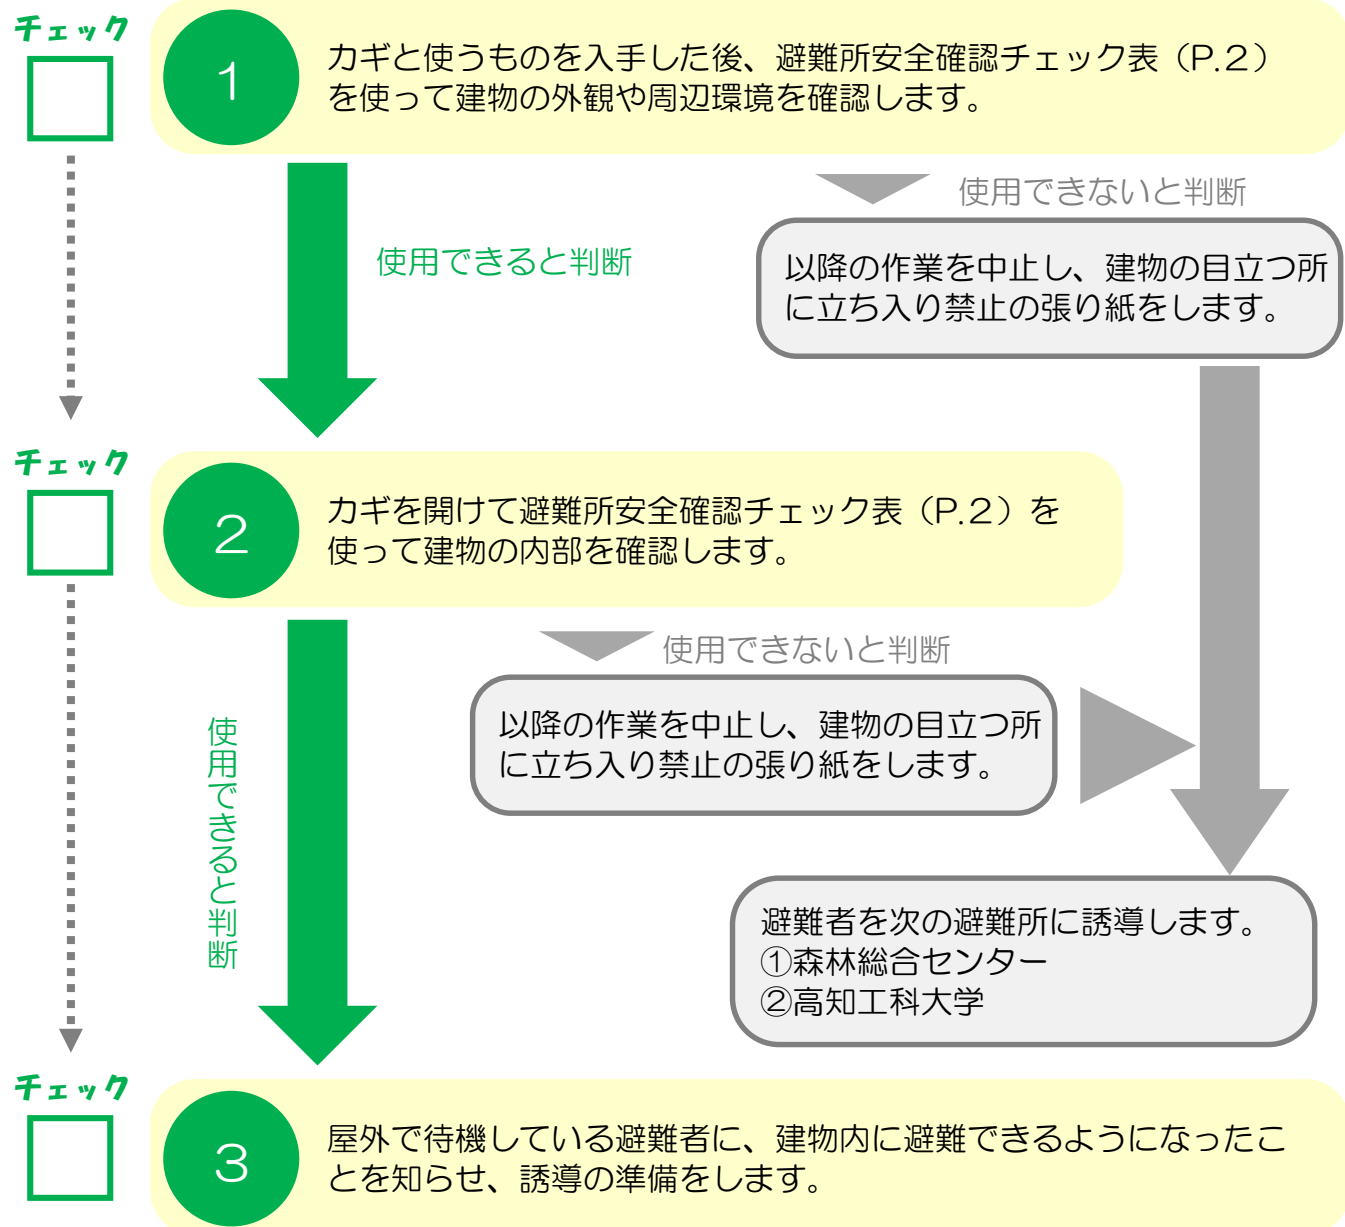 チェック
1
カギと使うものを入手した後、避難所安全確認チェック表（P.2）
を使って建物の外観や周辺環境を確認します。
使用できないと判断
使用できると判断
以降の作業を中止し、建物の目立つ所
に立ち入り禁止の張り紙をします。
チェック
2
カギを開けて避難所安全確認チェック表（P.2）を
使って建物の内部を確認します。
使用できないと判断
使用できると判断
以降の作業を中止し、建物の目立つ所
に立ち入り禁止の張り紙をします。
避難者を次の避難所に誘導します。
①森林総合センター
②高知工科大学
チェック
3
屋外で待機している避難者に、建物内に避難できるようになったこ
とを知らせ、誘導の準備をします。